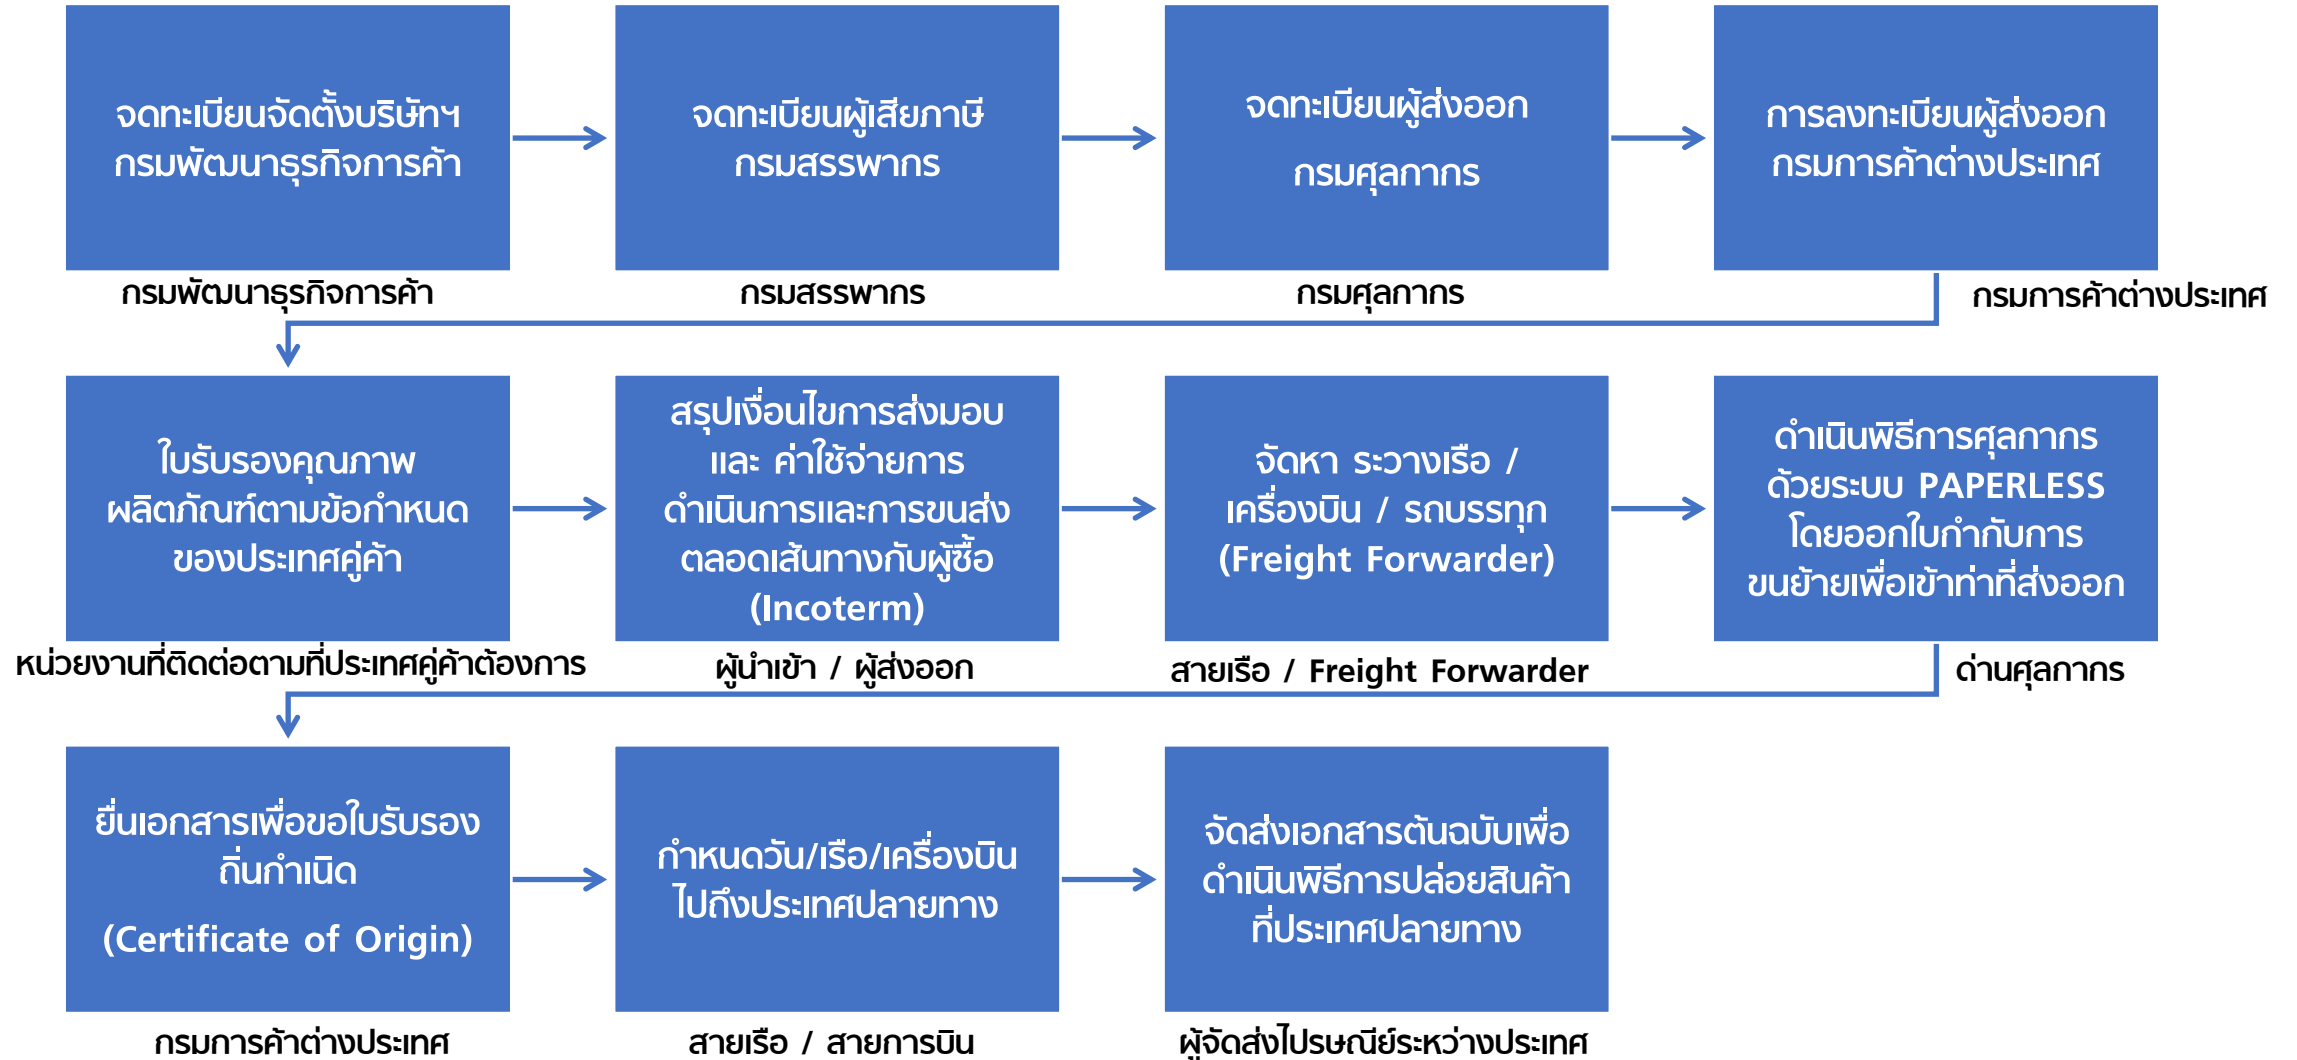 จดทะเบียนจัดตั้งบริษัทฯ
กรมพัฒนาธุรกิจการค้า
กรมพัฒนาธุรกิจการค้า
จดทะเบียนผู้เสียภาษี
กรมสรรพากร
กรมสรรพากร
จดทะเบียนผู้ส่งออก
กรมศุลกากร
กรมศุลกากร
การลงทะเบียนผู้ส่งออก
กรมการค้าต่างประเทศ
กรมการค้าต่างประเทศ
ใบรับรองคุณภาพ
ผลิตภัณฑ์ตามข้อกำหนด
ของประเทศคู่ค้า
หน่วยงานที่ติดต่อตามที่ประเทศคู่ค้าต้องการ
สรุปเงื่อนไขการส่งมอบ
และ ค่าใช้จ่ายการ
ดำเนินการและการขนส่ง
ตลอดเส้นทางกับผู้ซื้อ
(Incoterm)
ผู้นำเข้า / ผู้ส่งออก
จัดหา ระวางเรือ /
เครื่องบิน / รถบรรทุก
(Freight Forwarder)
สายเรือ / Freight Forwarder
ดำเนินพิธีการศุลกากร
ด้วยระบบ PAPERLESS
โดยออกใบกำกับการ
ขนย้ายเพื่อเข้าท่าที่ส่งออก
ด่านศุลกากร
ยื่นเอกสารเพื่อขอใบรับรอง
ถิ่นกำเนิด
(Certificate of Origin)
กรมการค้าต่างประเทศ
กำหนดวัน/เรือ/เครื่องบิน
ไปถึงประเทศปลายทาง
สายเรือ / สายการบิน
จัดส่งเอกสารต้นฉบับเพื่อ
ดำเนินพิธีการปล่อยสินค้า
ที่ประเทศปลายทาง
ผู้จัดส่งไปรษณีย์ระหว่างประเทศ